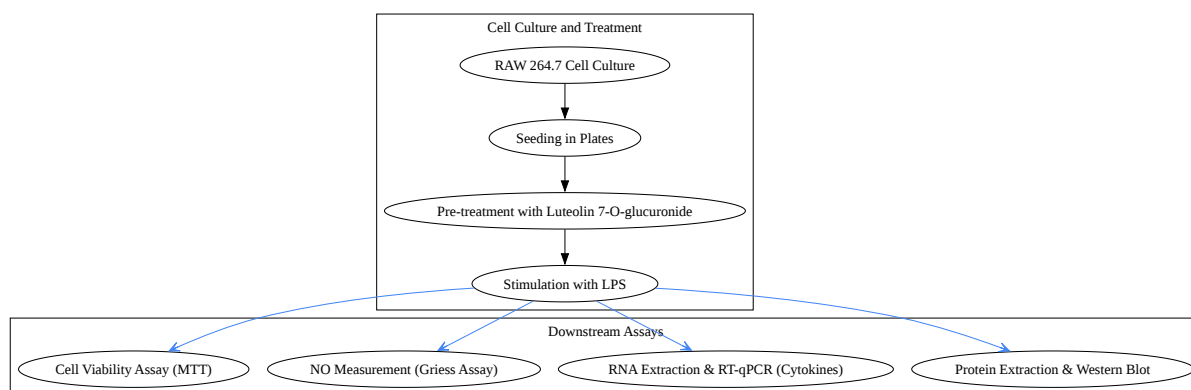 Cell Culture and Treatment
RAW 264.7 Cell Culture
Seeding in Plates
Pre-treatment with Luteolin 7-O-glucuronide
Stimulation with LPS
Downstream Assays
Cell Viability Assay (MTT)
NO Measurement (Griess Assay)
RNA Extraction & RT-qPCR (Cytokines)
Protein Extraction & Western Blot